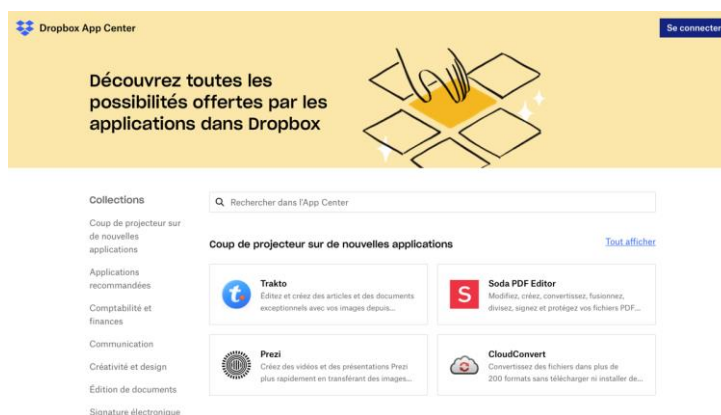 Dropbox App Center
Se connecter
Découvrez toutes les
possibilités offertes par les
applications dans Dropbox
Collections
Coup de projecteur sur
de nouvelles
applications
Applications
recommandées
Comptabilité et
finances
Communication
Créativité et design
Édition de documents
Signature électronique
Rechercher dans l'App Center
Coup de projecteur sur de nouvelles applications
Tout afficher
Trakto
Éditez et créez des articles et des documents
exceptionnels avec vos images depuis...
Soda PDF Editor
Modifiez, créez, convertissez, fusionnez,
divisez, signez et protégez vos fichiers PDF...
Prezi
Créez des vidéos et des présentations Prezi
plus rapidement en transférant des images...
CloudConvert
Convertissez des fichiers dans plus de
200 formats sans télécharger ni installer de...